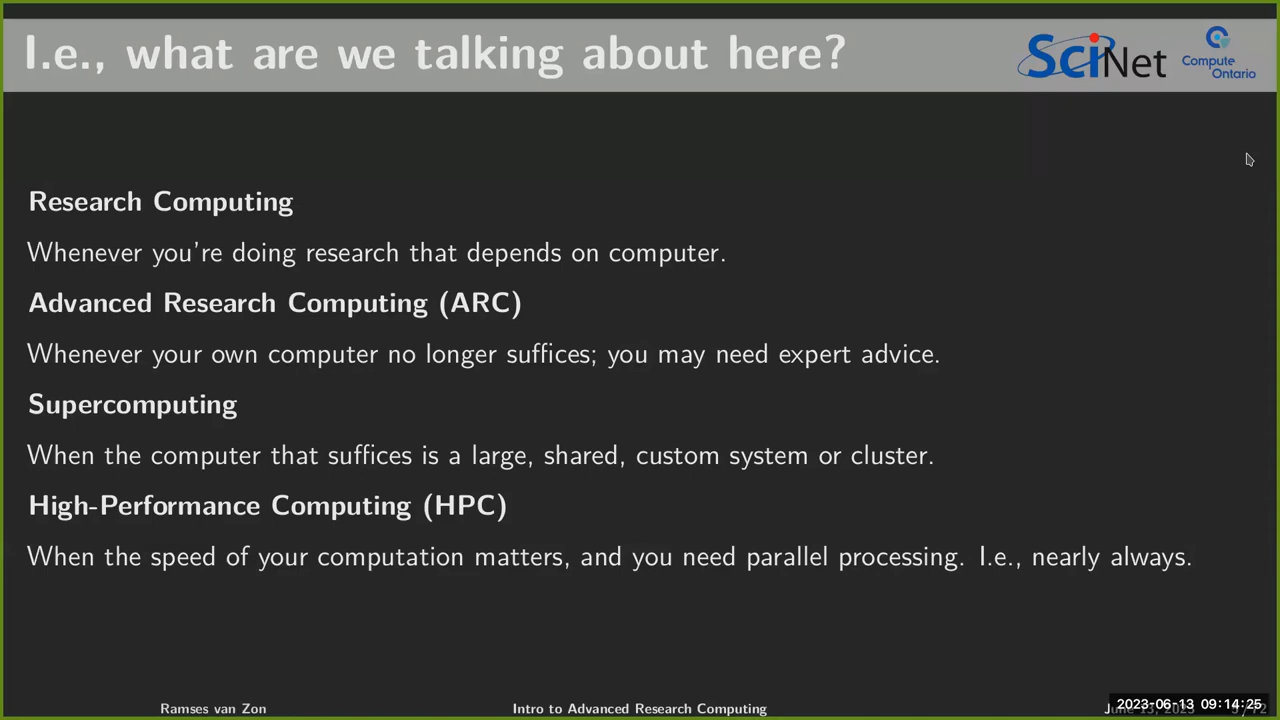 I.e., what are we talking about here?
SciNet
Compute
Ontario
Research Computing
Whenever you're doing research that depends on computer.
Advanced Research Computing (ARC)
Whenever your own computer no longer suffices; you may need expert advice.
Supercomputing
When the computer that suffices is a large, shared, custom system or cluster.
High-Performance Computing (HPC)
When the speed of your computation matters, and you need parallel processing. I.e., nearly always.
Ramses van Zon
Intro to Advanced Research Computing
2023-06-13 09:14:25